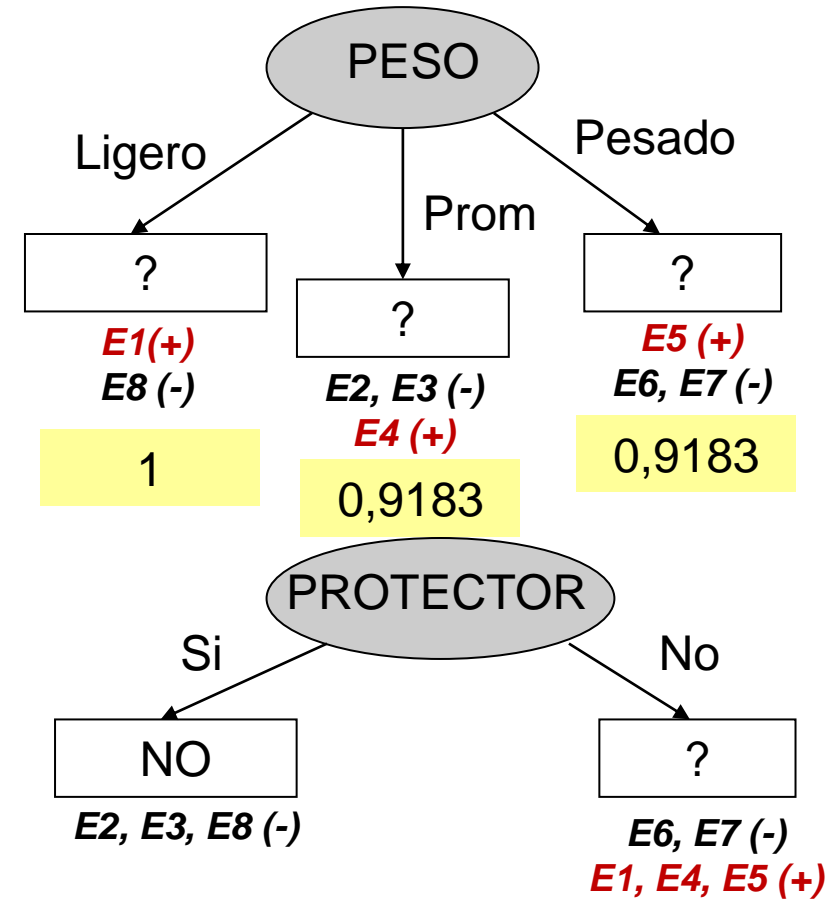 PESO
Ligero
Prom
Pesado
?
?
?
E1(+)
E8 (-)
E2, E3 (-)
E4 (+)
E5 (+)
E6, E7 (-)
1
0,9183
0,9183
PROTECTOR
Si
No
NO
?
E2, E3, E8 (-)
E6, E7 (-)
E1, E4, E5 (+)